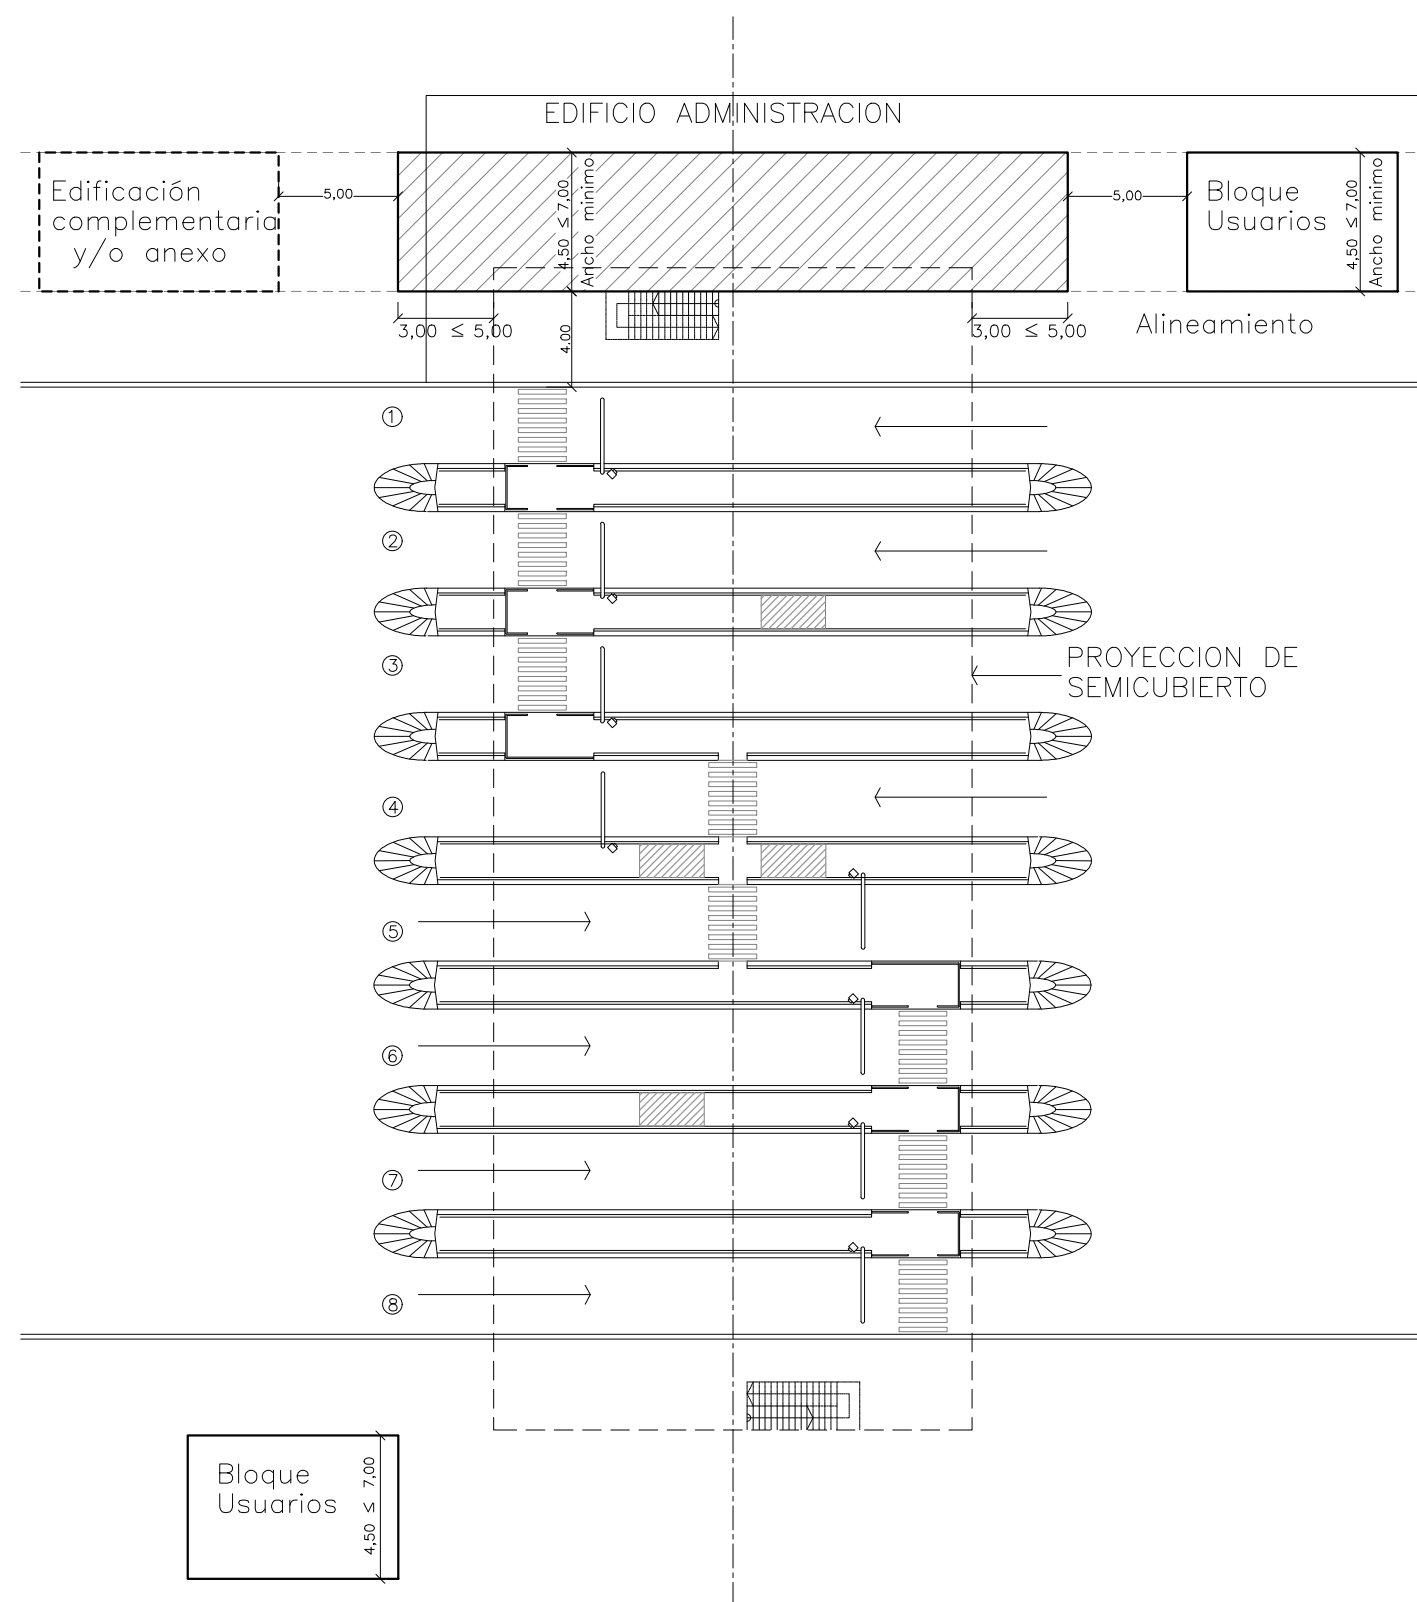 EDIFICIO ADMINISTRACION
Edificación
complementaria
y/o anexo
5,00
4,50 ≤ 7,00
Ancho minimo
5,00
Bloque
Usuarios
4,50 ≤ 7,00
Ancho minimo
3,00 ≤ 5,00
4.00
3,00 ≤ 5,00
Alineamiento
1
2
3
PROYECCION DE
SEMICUBIERTO
4
5
6
7
8
Bloque
Usuarios
4,50 ≤ 7,00